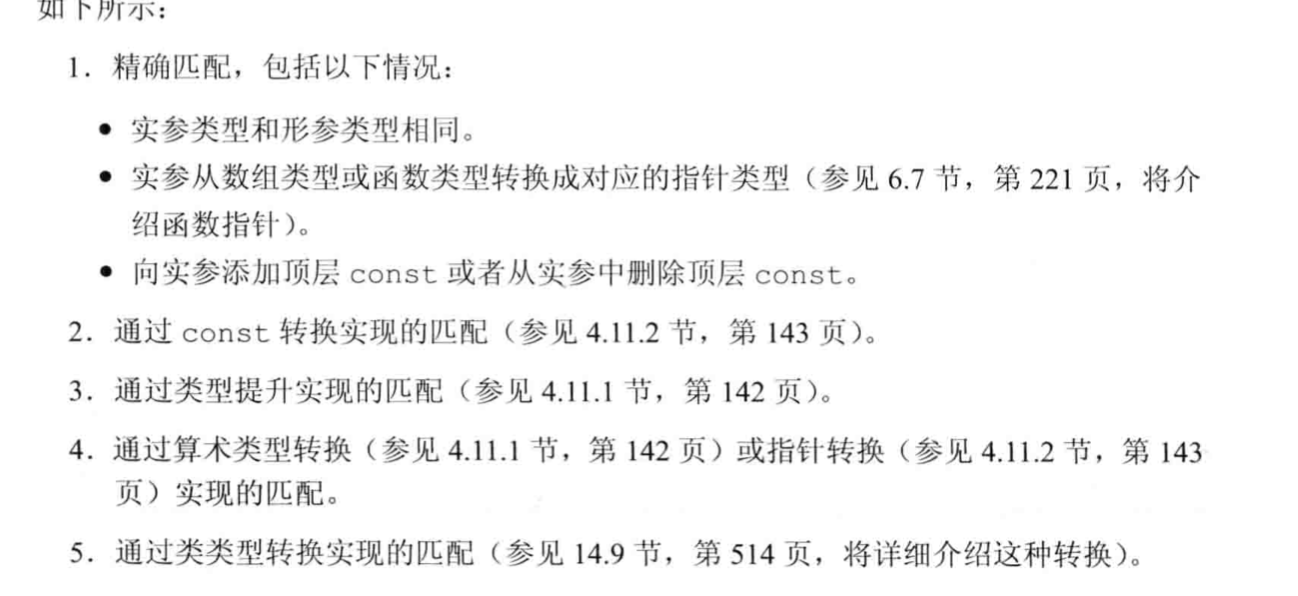 如下所示：
1．精确匹配，包括以下情况：
• 实参类型和形参类型相同。
• 实参从数组类型或函数类型转换成对应的指针类型（参见 6.7 节，第 221 页，将介
绍函数指针）。
• 向实参添加顶层 const 或者从实参中删除顶层 const。
2．通过 const 转换实现的匹配（参见 4.11.2 节，第 143 页）。
3．通过类型提升实现的匹配（参见 4.11.1 节，第 142 页）。
4．通过算术类型转换（参见 4.11.1 节，第 142 页）或指针转换（参见 4.11.2 节，第 143
页）实现的匹配。
5．通过类类型转换实现的匹配（参见 14.9 节，第 514 页，将详细介绍这种转换）。